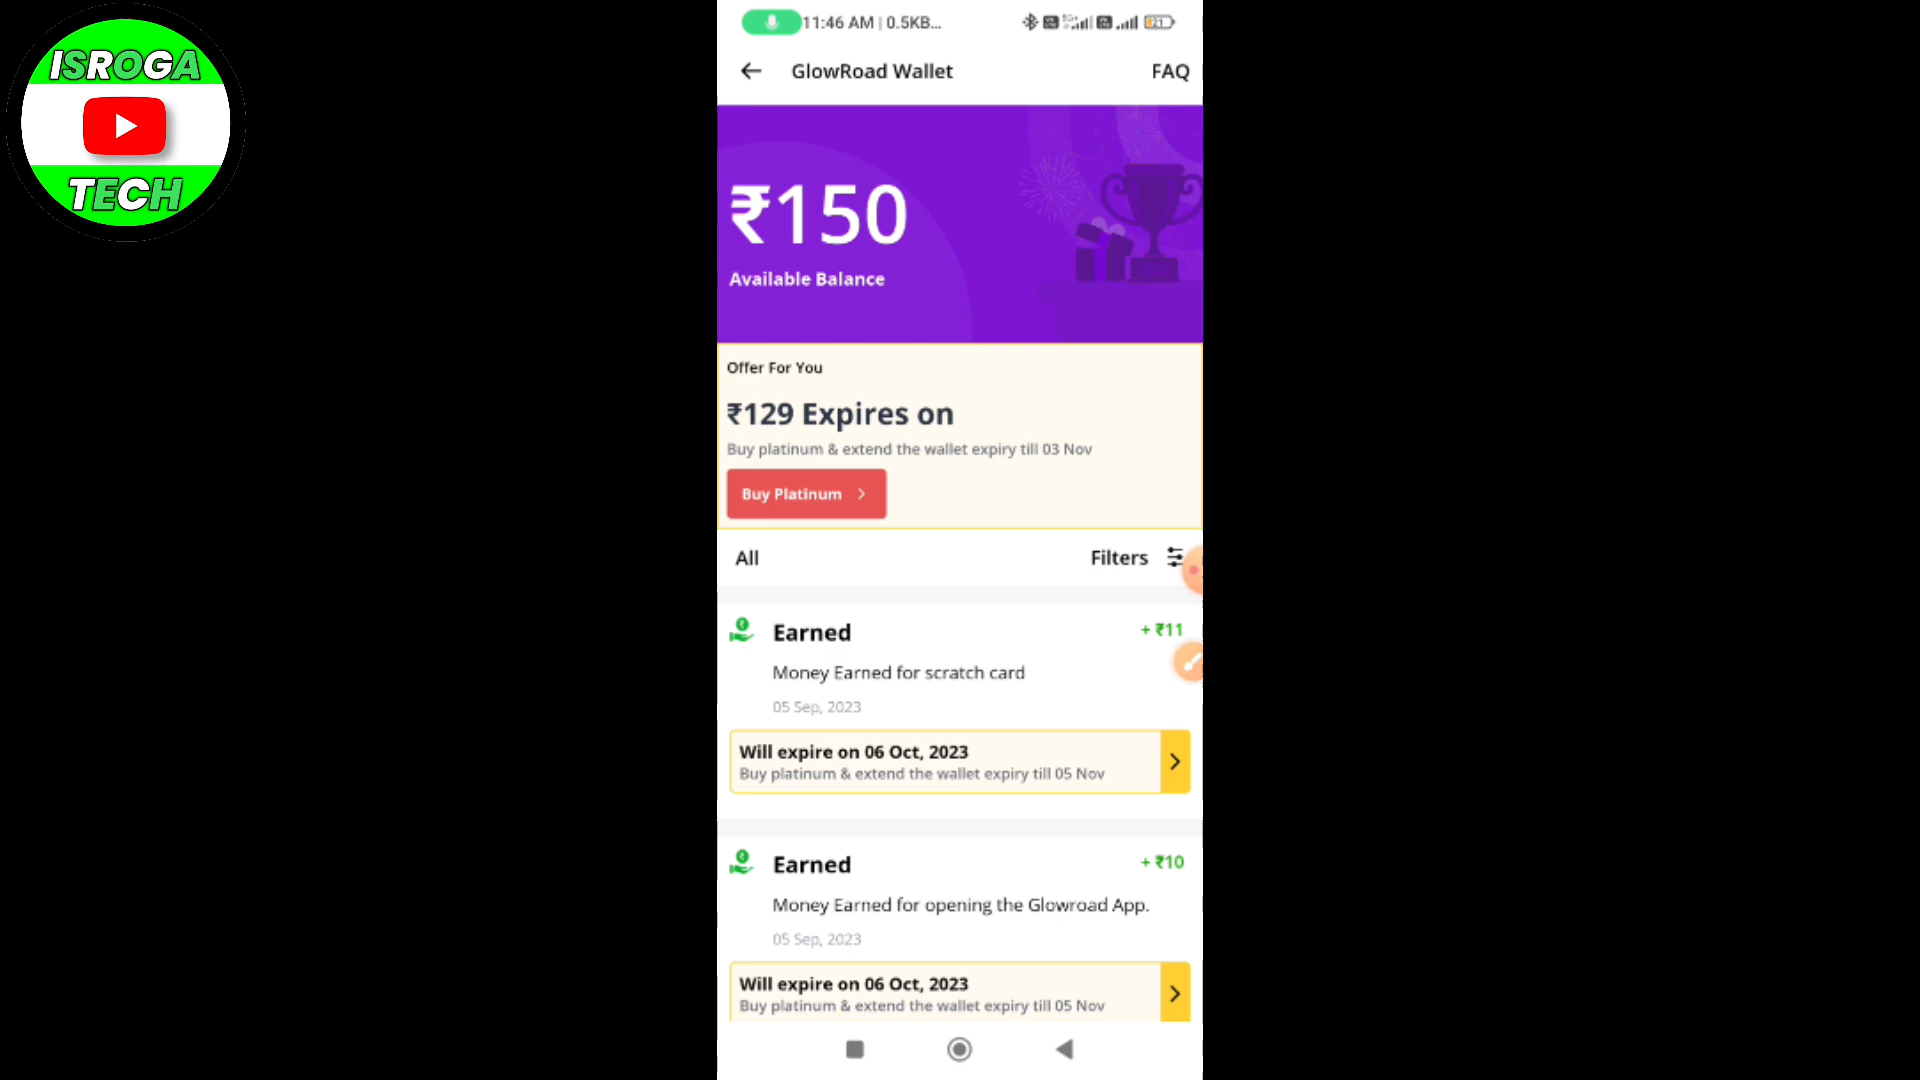 ISROGA
TECH
11:46 AM | 0.5KB...
GlowRoad Wallet
FAQ
₹150
Available Balance
Offer For You
₹129 Expires on
Buy platinum & extend the wallet expiry till 03 Nov
Buy Platinum
All
Filters
Earned
+ ₹11
Money Earned for scratch card
05 Sep, 2023
Will expire on 06 Oct, 2023
Buy platinum & extend the wallet expiry till 05 Nov
Earned
+ ₹10
Money Earned for opening the Glowroad App.
05 Sep, 2023
Will expire on 06 Oct, 2023
Buy platinum & extend the wallet expiry till 05 Nov